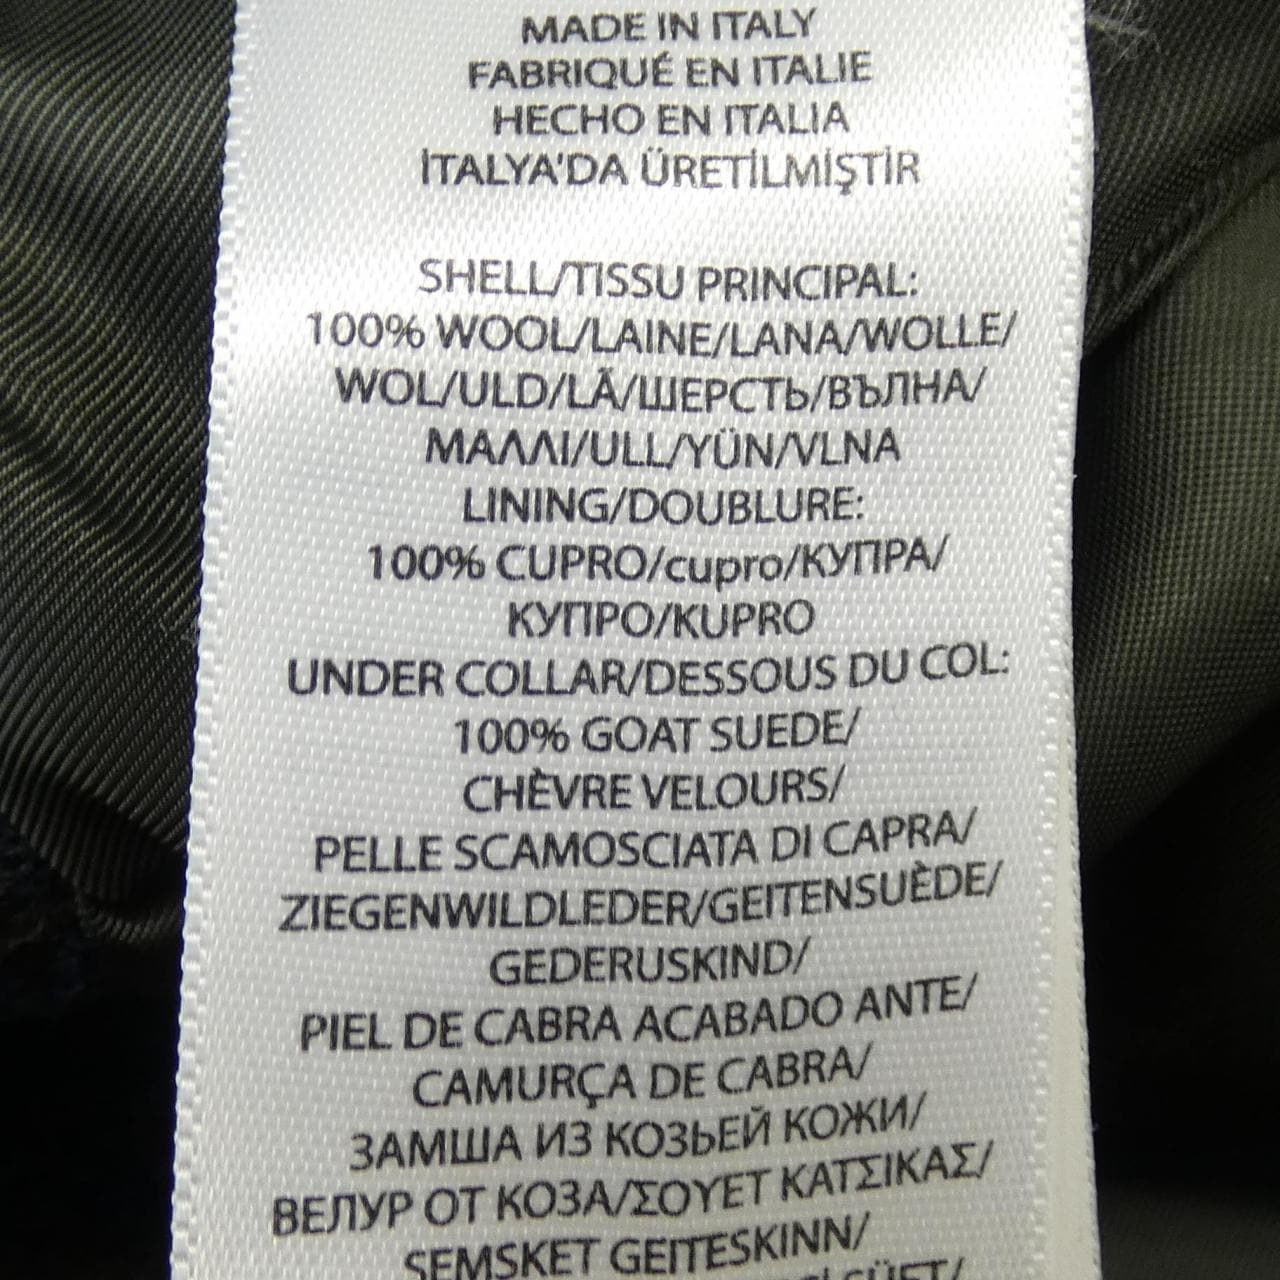 MADE IN ITALY
FABRIQUÉ EN ITALIE
HECHO EN ITALIA
İTALYA'DA ÜRETİLMİŞTİR
SHELL/TISSU PRINCIPAL:
100% WOOL/LAINE/LANA/WOLLE/
WOL/ULD/LÃ/ШЕРСТЬ/ВЪЛНА/
ΜΑΛΛΙ/ULL/YÜN/VLNA
LINING/DOUBLURE:
100% CUPRO/cupro/КУПРА/
КУПРО/KUPRO
UNDER COLLAR/DESSOUS DU COL:
100% GOAT SUEDE/
CHÈVRE VELOURS/
PELLE SCAMOSCIATA DI CAPRA/
ZIEGENWILDLEDER/GEITENSUÈDE/
GEDERUSKIND/
PIEL DE CABRA ACABADO ANTE/
CAMURÇA DE CABRA/
ЗАМША ИЗ КОЗЬЕЙ КОЖИ/
ВЕЛУР ОТ КОЗА/ΣΟΥΕΤ ΚΑΤΣΙΚΑΣ/
SEMSKET GEITESKINN/